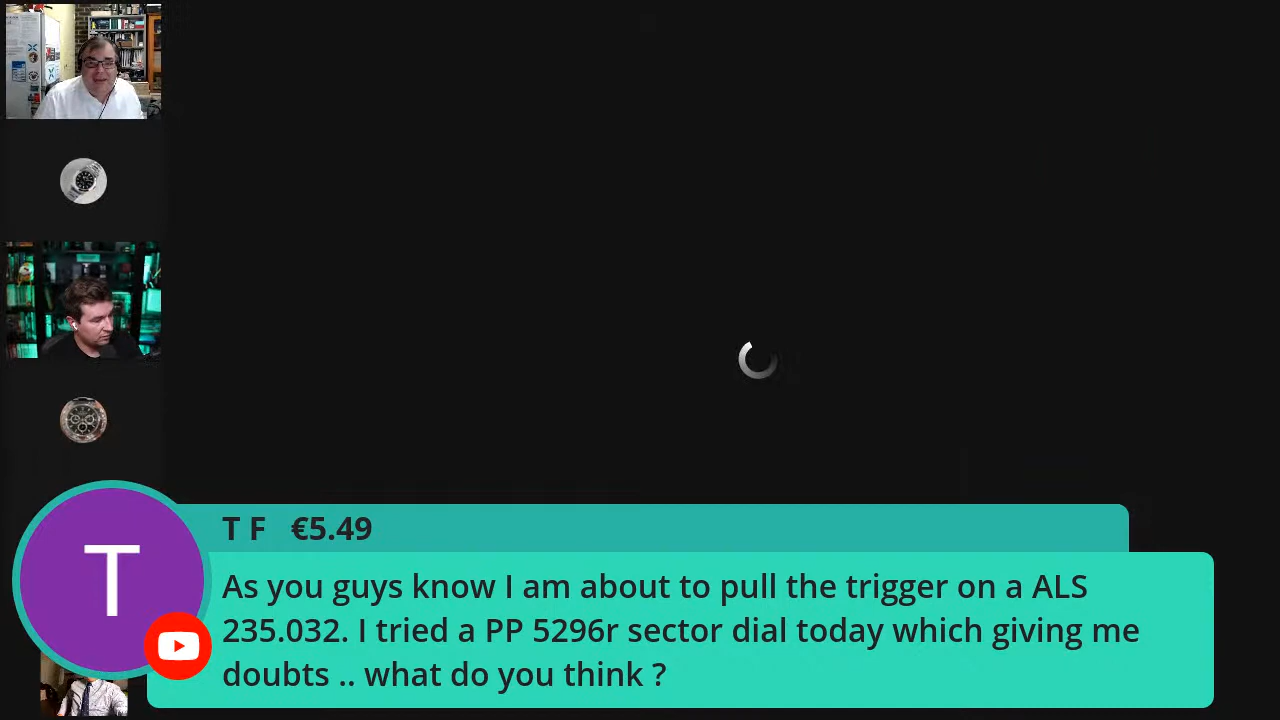 T F €5.49
T
As you guys know I am about to pull the trigger on a ALS
235.032. I tried a PP 5296r sector dial today which giving me
doubts .. what do you think ?